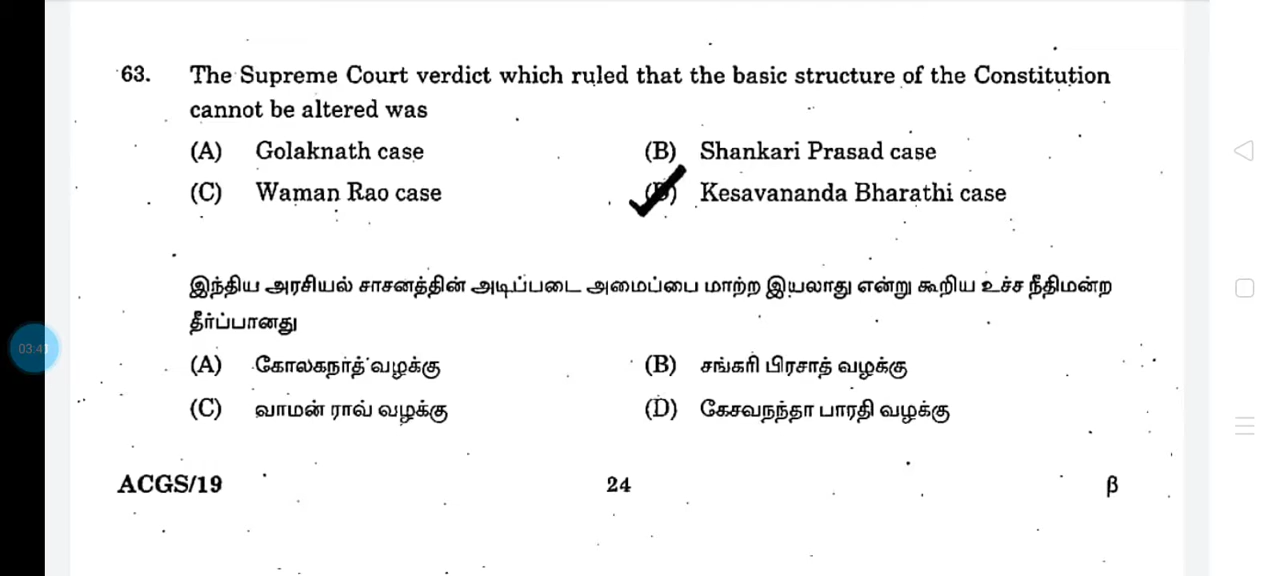 63. The Supreme Court verdict which ruled that the basic structure of the Constitution
cannot be altered was
(A) Golaknath case (B) Shankari Prasad case
(C) Waman Rao case (D) Kesavananda Bharathi case
இந்திய அரசியல் சாசனத்தின் அடிப்படை அமைப்பை மாற்ற இயலாது என்று கூறிய உச்ச நீதிமன்ற
தீர்ப்பானது
(A) கோலக்நாத் வழக்கு (B) சங்கரி பிரசாத் வழக்கு
(C) வாமன் ராவ் வழக்கு (D) கேசவநந்தா பாரதி வழக்கு
ACGS/19 24 β
03:41